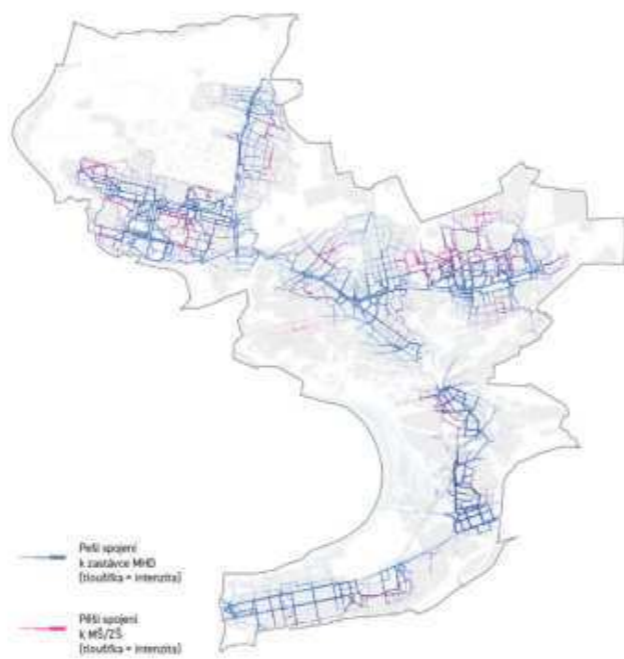 Pěší spojení
k zastávce MHD
(tloušťka = intenzita)
Pěší spojení
k MŠ/ZŠ
(tloušťka = intenzita)